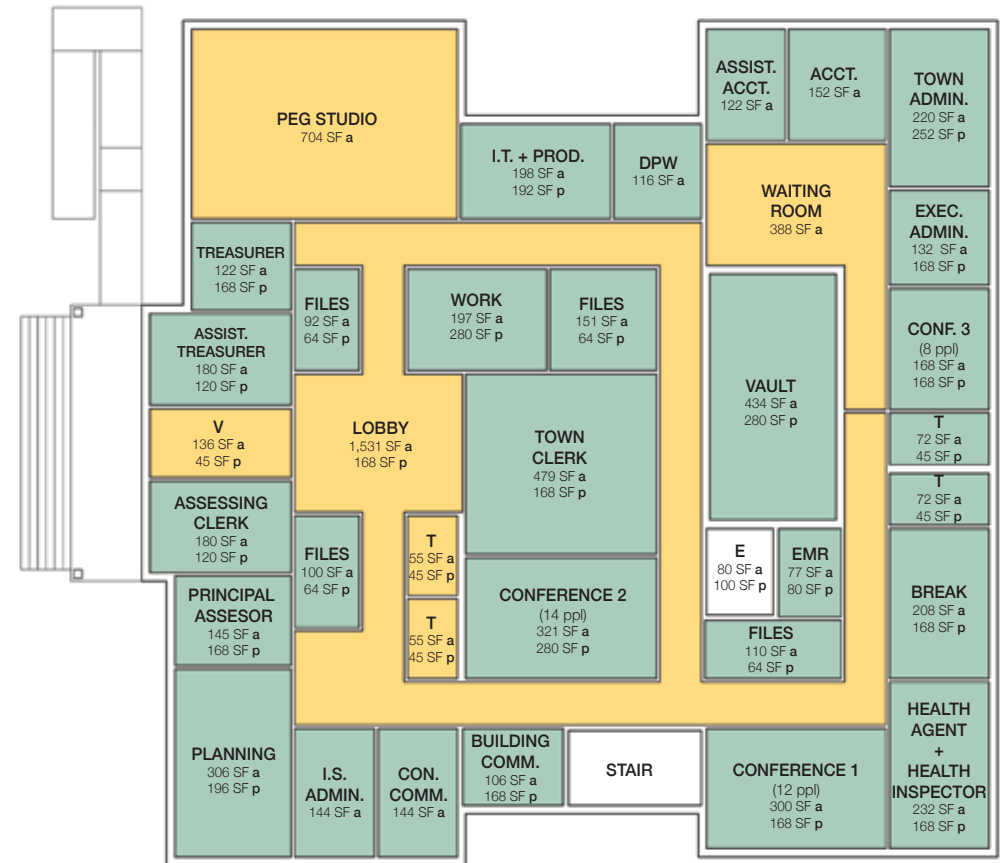 PEG STUDIO
704 SF a
I.T. + PROD.
198 SF a
192 SF p
DPW
116 SF a
ASSIST.
ACCT.
122 SF a
ACCT.
152 SF a
TOWN
ADMIN.
220 SF a
252 SF p
WAITING
ROOM
388 SF a
EXEC.
ADMIN.
132 SF a
168 SF p
TREASURER
122 SF a
168 SF p
FILES
92 SF a
64 SF p
WORK
197 SF a
280 SF p
FILES
151 SF a
64 SF p
CONF. 3
(8 ppl)
168 SF a
168 SF p
ASSIST.
TREASURER
180 SF a
120 SF p
VAULT
434 SF a
280 SF p
V
136 SF a
45 SF p
LOBBY
1,531 SF a
168 SF p
TOWN
CLERK
479 SF a
168 SF p
T
72 SF a
45 SF p
T
72 SF a
45 SF p
ASSESSING
CLERK
180 SF a
120 SF p
FILES
100 SF a
64 SF p
T
55 SF a
45 SF p
E
80 SF a
100 SF p
EMR
77 SF a
80 SF p
BREAK
208 SF a
168 SF p
PRINCIPAL
ASSESOR
145 SF a
168 SF p
T
55 SF a
45 SF p
CONFERENCE 2
(14 ppl)
321 SF a
280 SF p
FILES
110 SF a
64 SF p
PLANNING
306 SF a
196 SF p
I.S.
ADMIN.
144 SF a
CON.
COMM.
144 SF a
BUILDING
COMM.
106 SF a
168 SF p
STAIR
CONFERENCE 1
(12 ppl)
300 SF a
168 SF p
HEALTH
AGENT
+
HEALTH
INSPECTOR
232 SF a
168 SF p